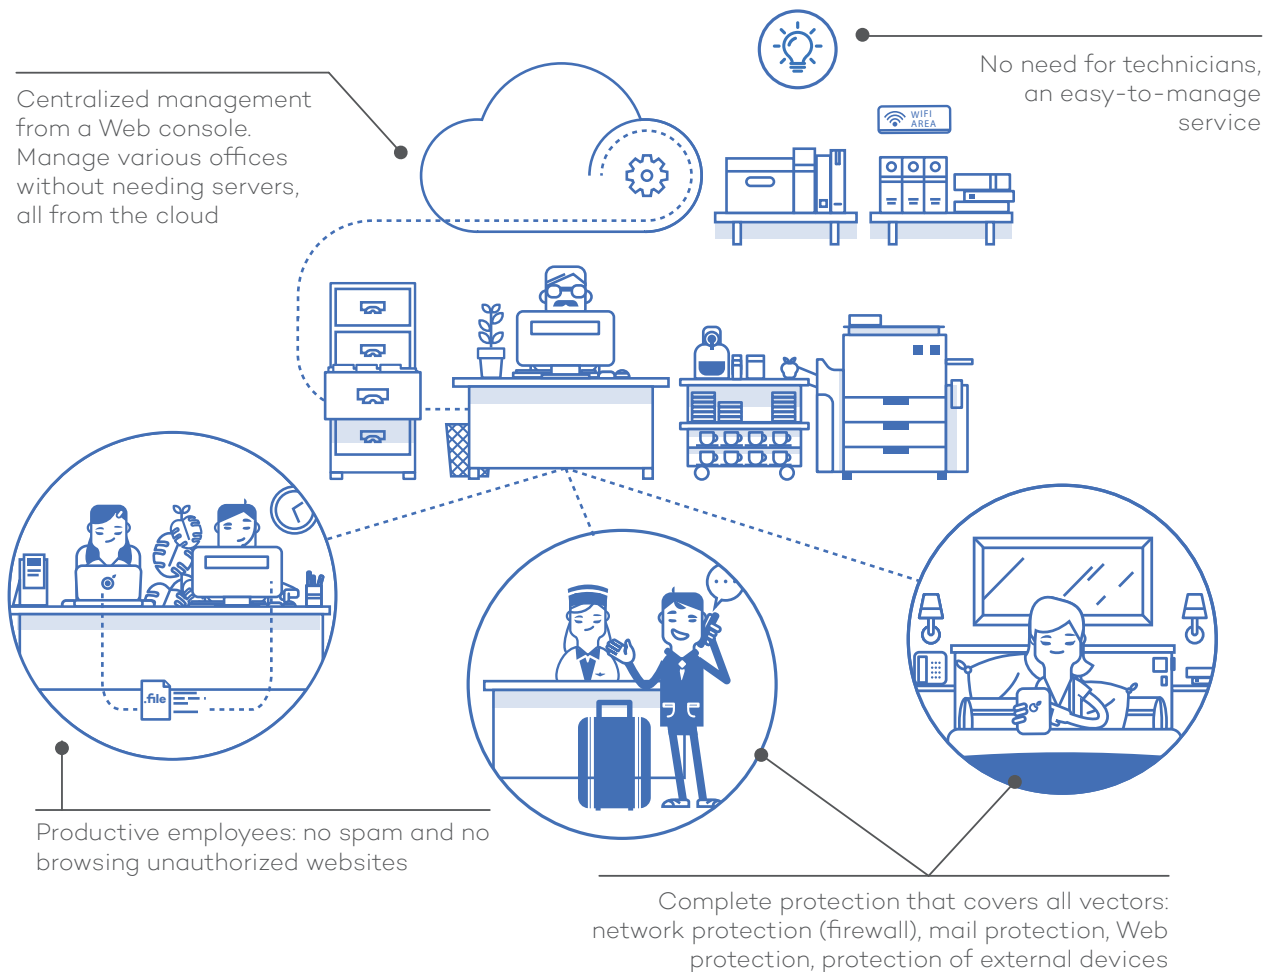 No need for technicians,
an easy-to-manage
service
Centralized management
from a Web console.
Manage various offices
without needing servers,
all from the cloud
WIFI
AREA
.file
Productive employees: no spam and no
browsing unauthorized websites
Complete protection that covers all vectors:
network protection (firewall), mail protection, Web
protection, protection of external devices